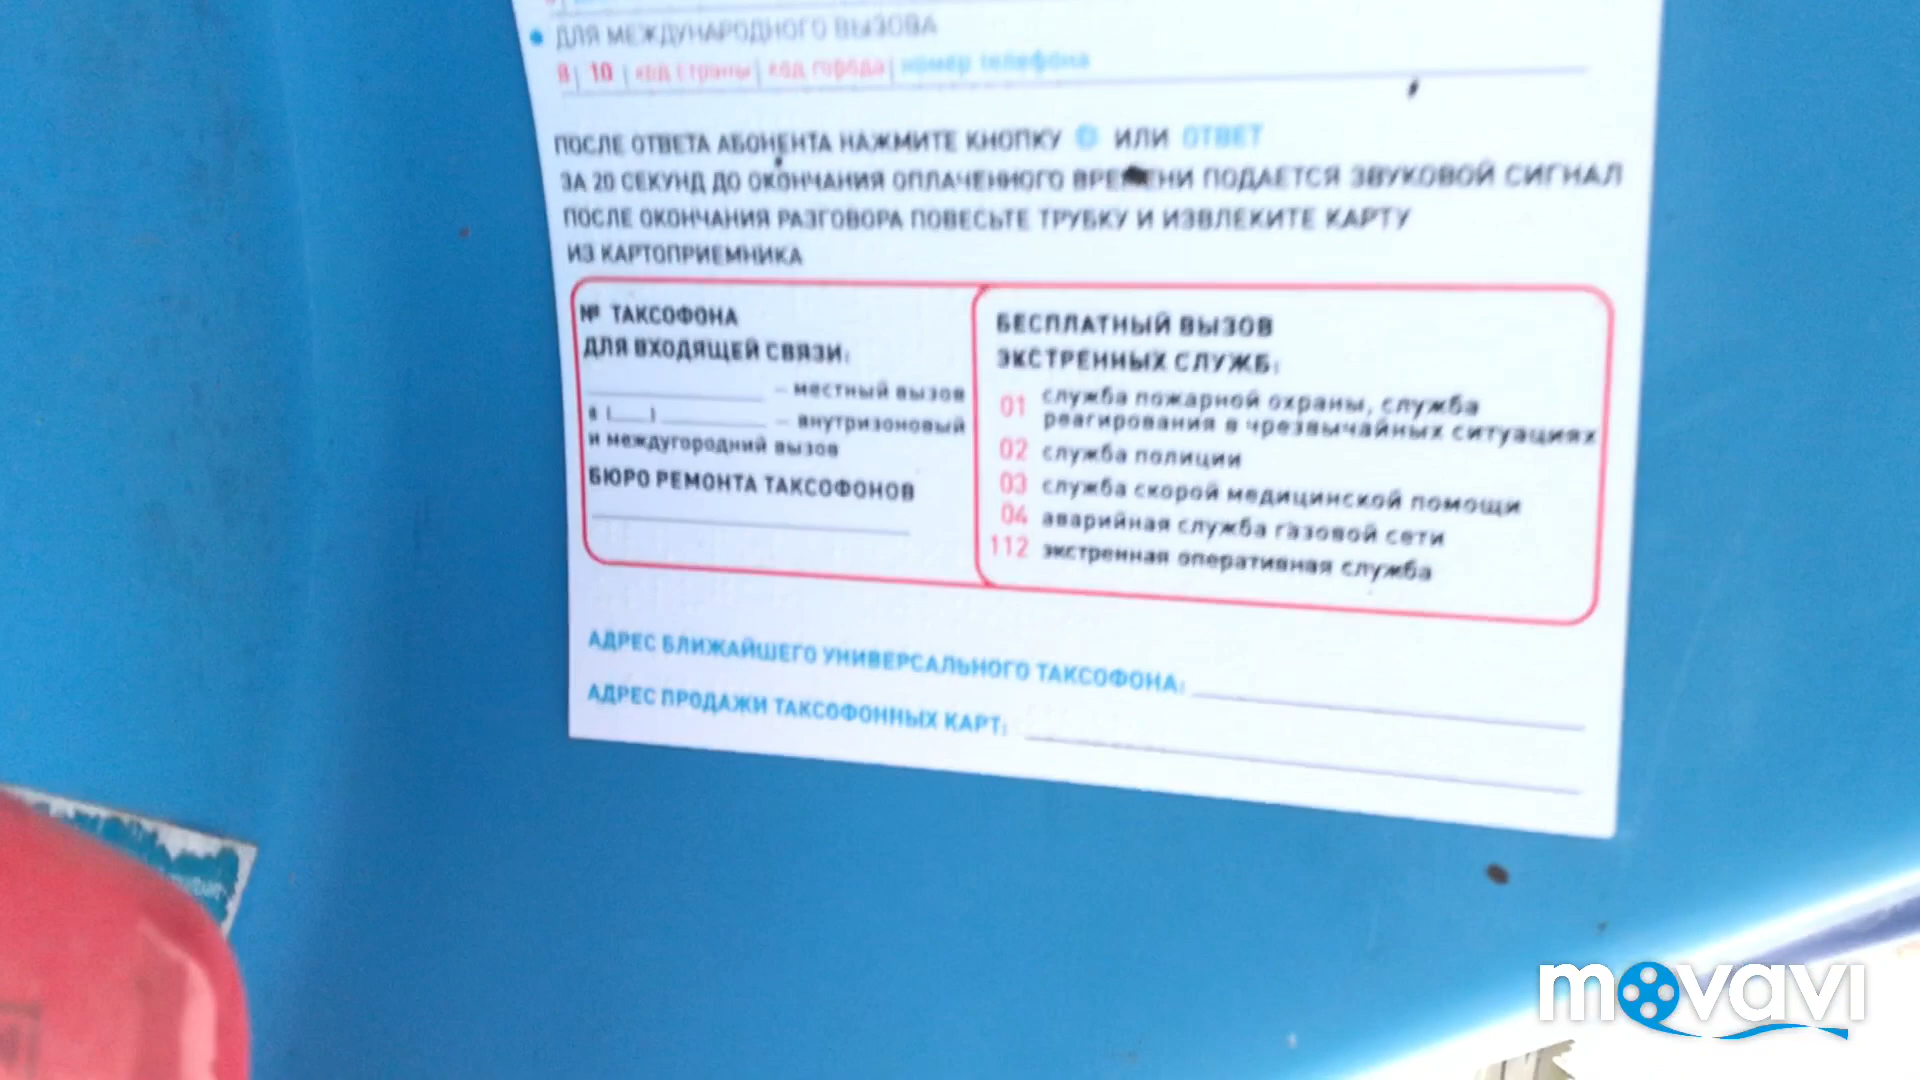 ДЛЯ МЕЖДУНАРОДНОГО ВЫЗОВА
8 | 10 | код страны | код города | номер телефона
ПОСЛЕ ОТВЕТА АБОНЕНТА НАЖМИТЕ КНОПКУ ИЛИ ОТВЕТ
ЗА 20 СЕКУНД ДО ОКОНЧАНИЯ ОПЛАЧЕННОГО ВРЕМЕНИ ПОДАЕТСЯ ЗВУКОВОЙ СИГНАЛ
ПОСЛЕ ОКОНЧАНИЯ РАЗГОВОРА ПОВЕСЬТЕ ТРУБКУ И ИЗВЛЕКИТЕ КАРТУ
ИЗ КАРТОПРИЕМНИКА
№ ТАКСОФОНА
ДЛЯ ВХОДЯЩЕЙ СВЯЗИ:
– местный вызов
8 (___) ________ – внутризоновый
и междугородний вызов
БЮРО РЕМОНТА ТАКСОФОНОВ
БЕСПЛАТНЫЙ ВЫЗОВ
ЭКСТРЕННЫХ СЛУЖБ:
01 служба пожарной охраны, служба
реагирования в чрезвычайных ситуациях
02 служба полиции
03 служба скорой медицинской помощи
04 аварийная служба газовой сети
112 экстренная оперативная служба
АДРЕС БЛИЖАЙШЕГО УНИВЕРСАЛЬНОГО ТАКСОФОНА:
АДРЕС ПРОДАЖИ ТАКСОФОННЫХ КАРТ:
movavi